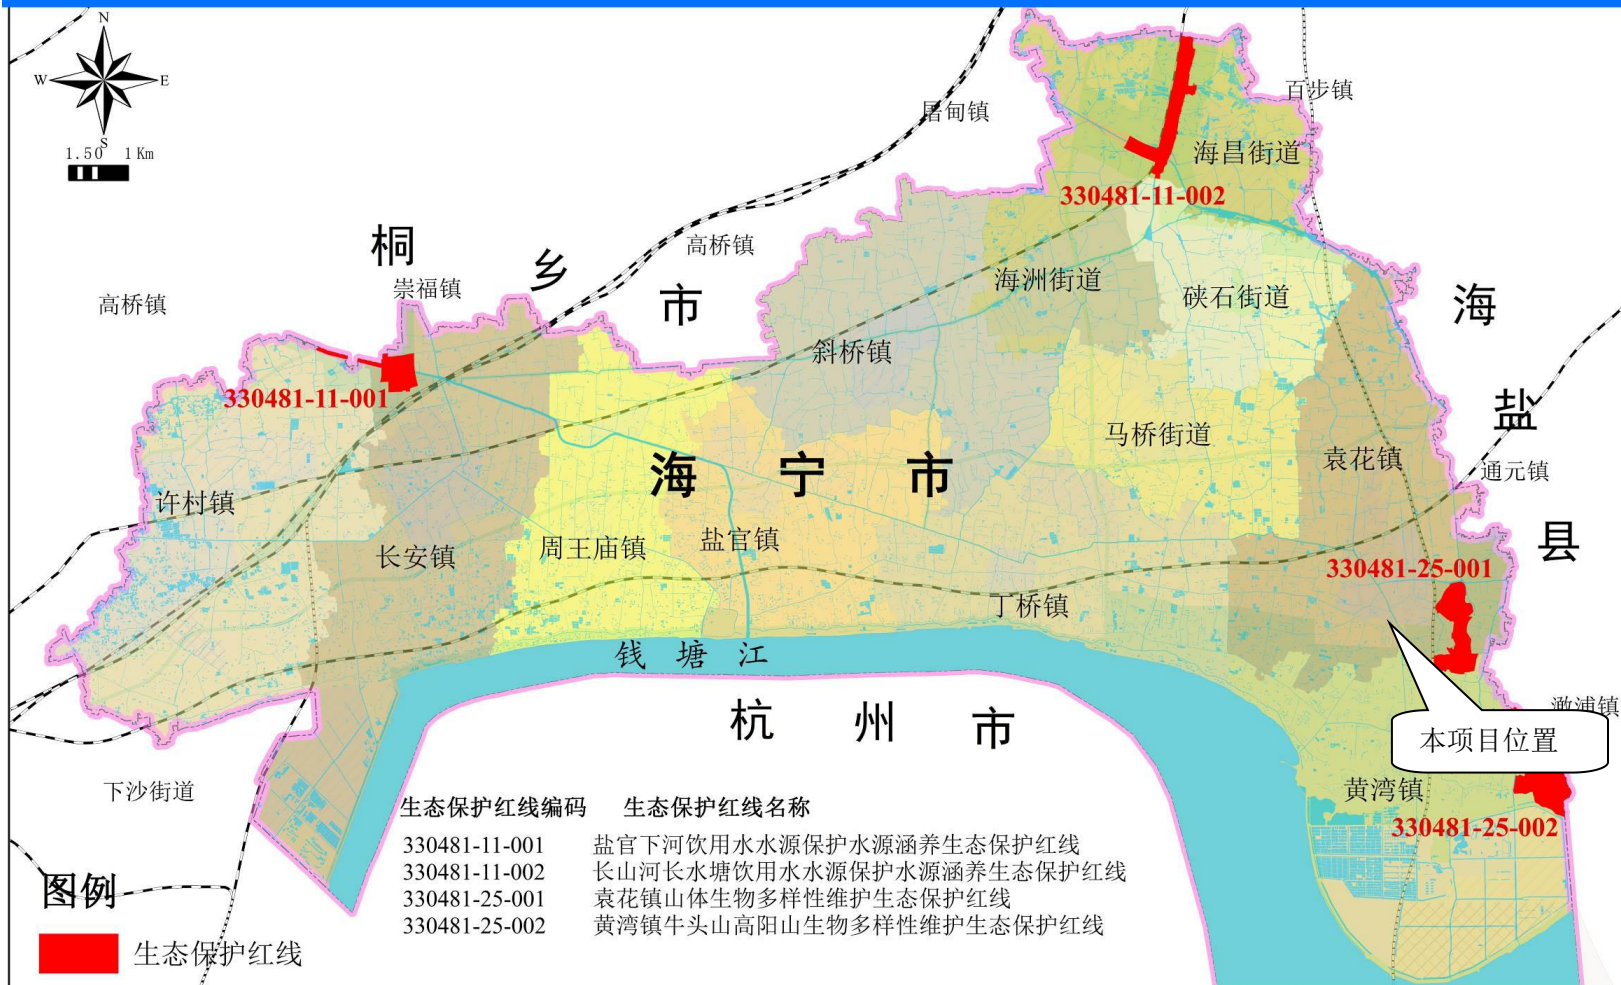 N
W
E
S
1.50 1 Km
屠甸镇
百步镇
海昌街道
330481-11-002
桐
乡
市
高桥镇
崇福镇
高桥镇
海洲街道
硖石街道
海
斜桥镇
330481-11-001
盐
马桥街道
袁花镇
通元镇
海 宁 市
许村镇
长安镇
周王庙镇
盐官镇
县
330481-25-001
丁桥镇
钱 塘 江
杭 州 市
澉浦镇
本项目位置
下沙街道
黄湾镇
330481-25-002
生态保护红线编码 生态保护红线名称
330481-11-001 盐官下河饮用水水源保护水源涵养生态保护红线
330481-11-002 长山河长水塘饮用水水源保护水源涵养生态保护红线
330481-25-001 袁花镇山体生物多样性维护生态保护红线
330481-25-002 黄湾镇牛头山高阳山生物多样性维护生态保护红线
图例
生态保护红线